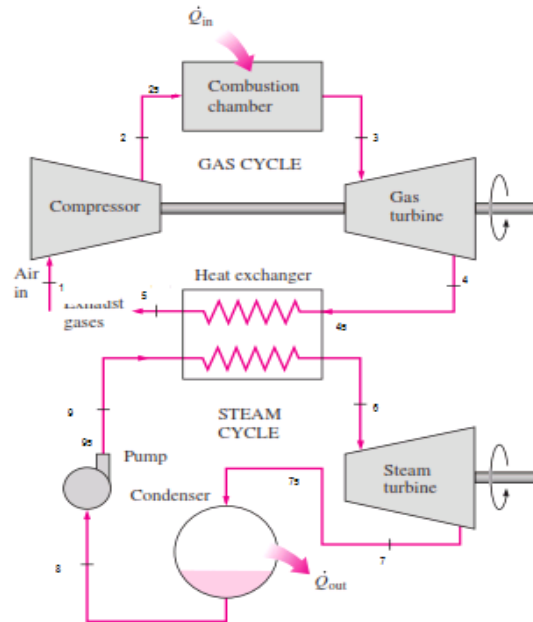 Q̇in
2s
Combustion
chamber
2
3
GAS CYCLE
Compressor
Gas
turbine
Air
in
1
Heat exchanger
4
5
gases
4s
9
6
STEAM
CYCLE
9s
Pump
Steam
turbine
7s
Condenser
8
7
Q̇out